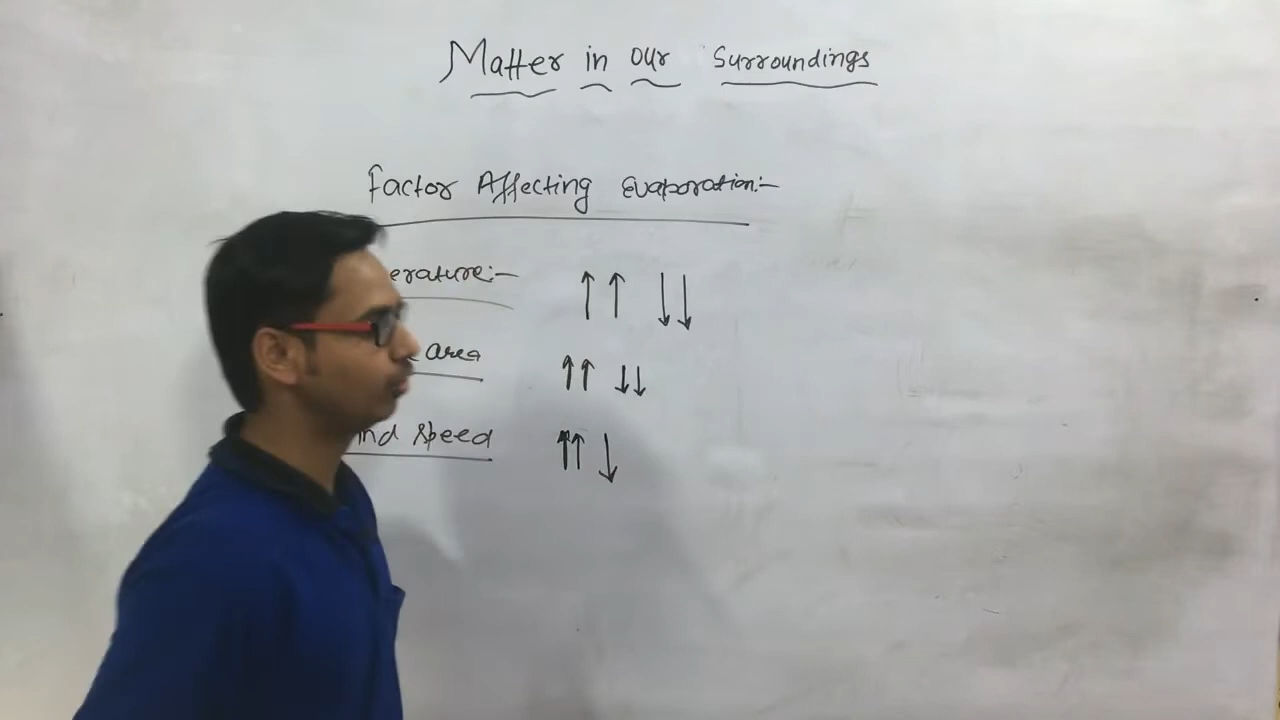 Matter in our Surroundings
Factor Affecting Evaporation:-
erature:- ↑↑ ↓↓
Area ↑↑ ↓↓
nd Speed ↑↑ ↓